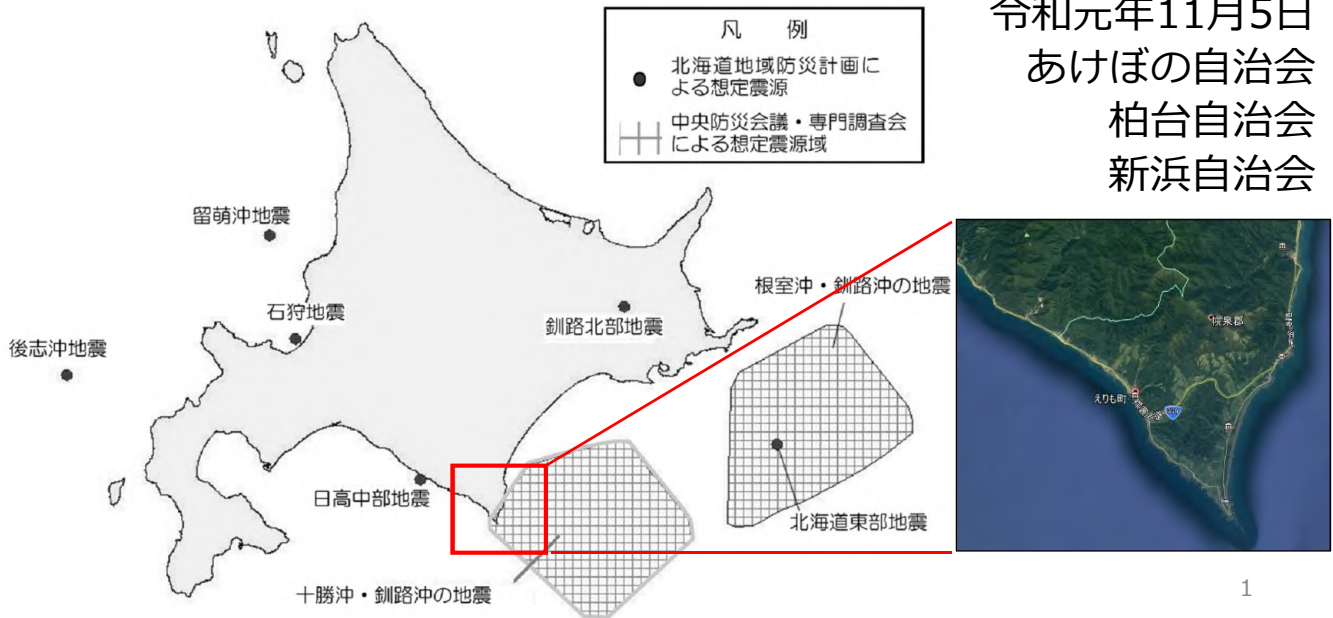 令和元年11月5日
あけぼの自治会
柏台自治会
新浜自治会
凡 例
北海道地域防災計画に
よる想定震源
中央防災会議・専門調査会
による想定震源域
留萌沖地震
石狩地震
後志沖地震
釧路北部地震
根室沖・釧路沖の地震
日高中部地震
北海道東部地震
十勝沖・釧路沖の地震
幌泉郡
えりも町
1